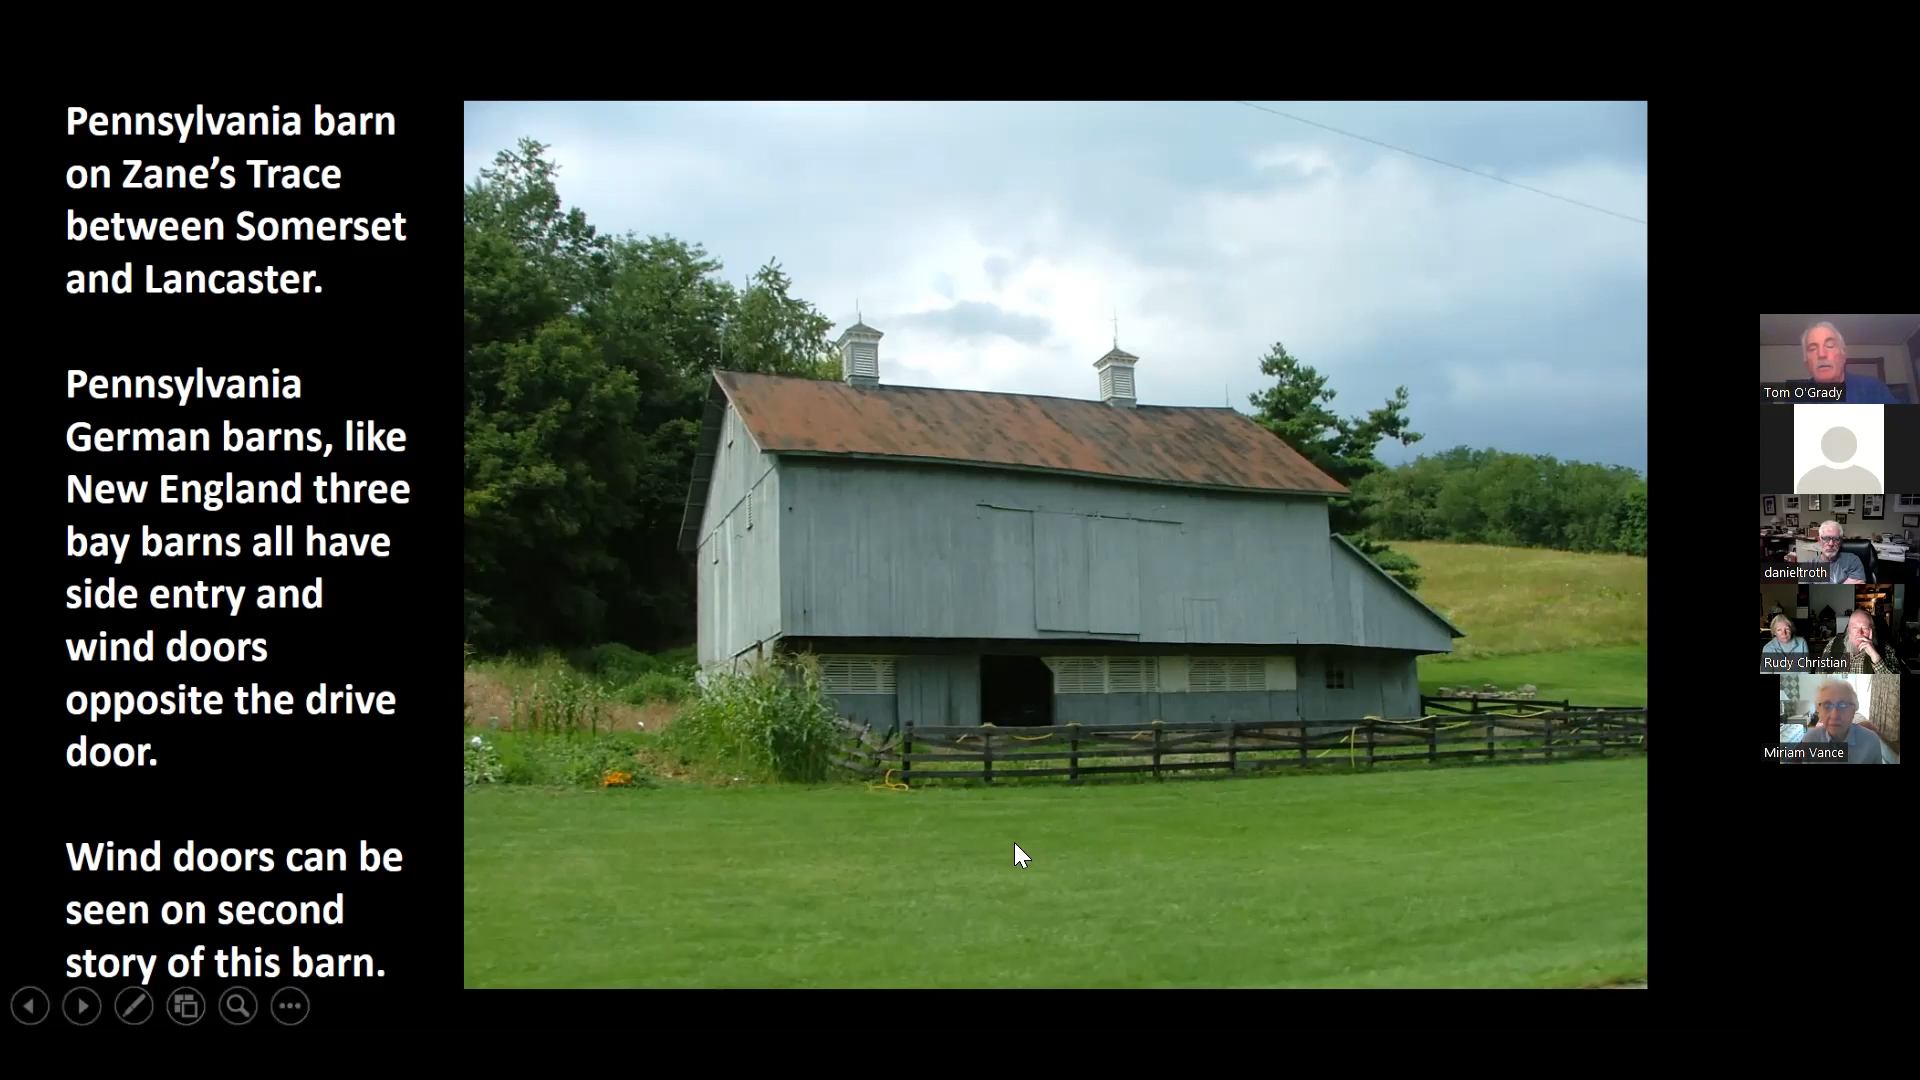 Pennsylvania barn
on Zane’s Trace
between Somerset
and Lancaster.
Pennsylvania
German barns, like
New England three
bay barns all have
side entry and
wind doors
opposite the drive
door.
Wind doors can be
seen on second
story of this barn.
Tom O'Grady
danieltroth
Rudy Christian
Miriam Vance